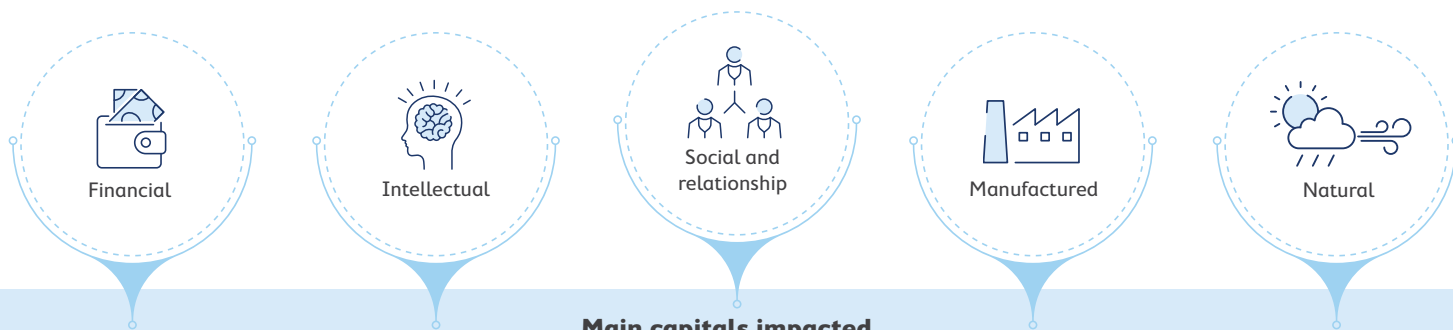 Financial
Intellectual
Social and
relationship
Manufactured
Natural
Main capitals impacted